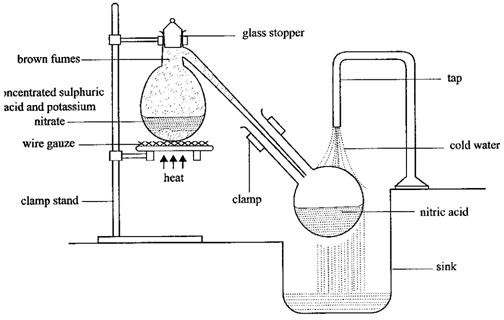 glass stopper
brown fumes
oncentrated sulphuric
acid and potassium
nitrate
wire gauze
heat
clamp stand
clamp
tap
cold water
nitric acid
sink